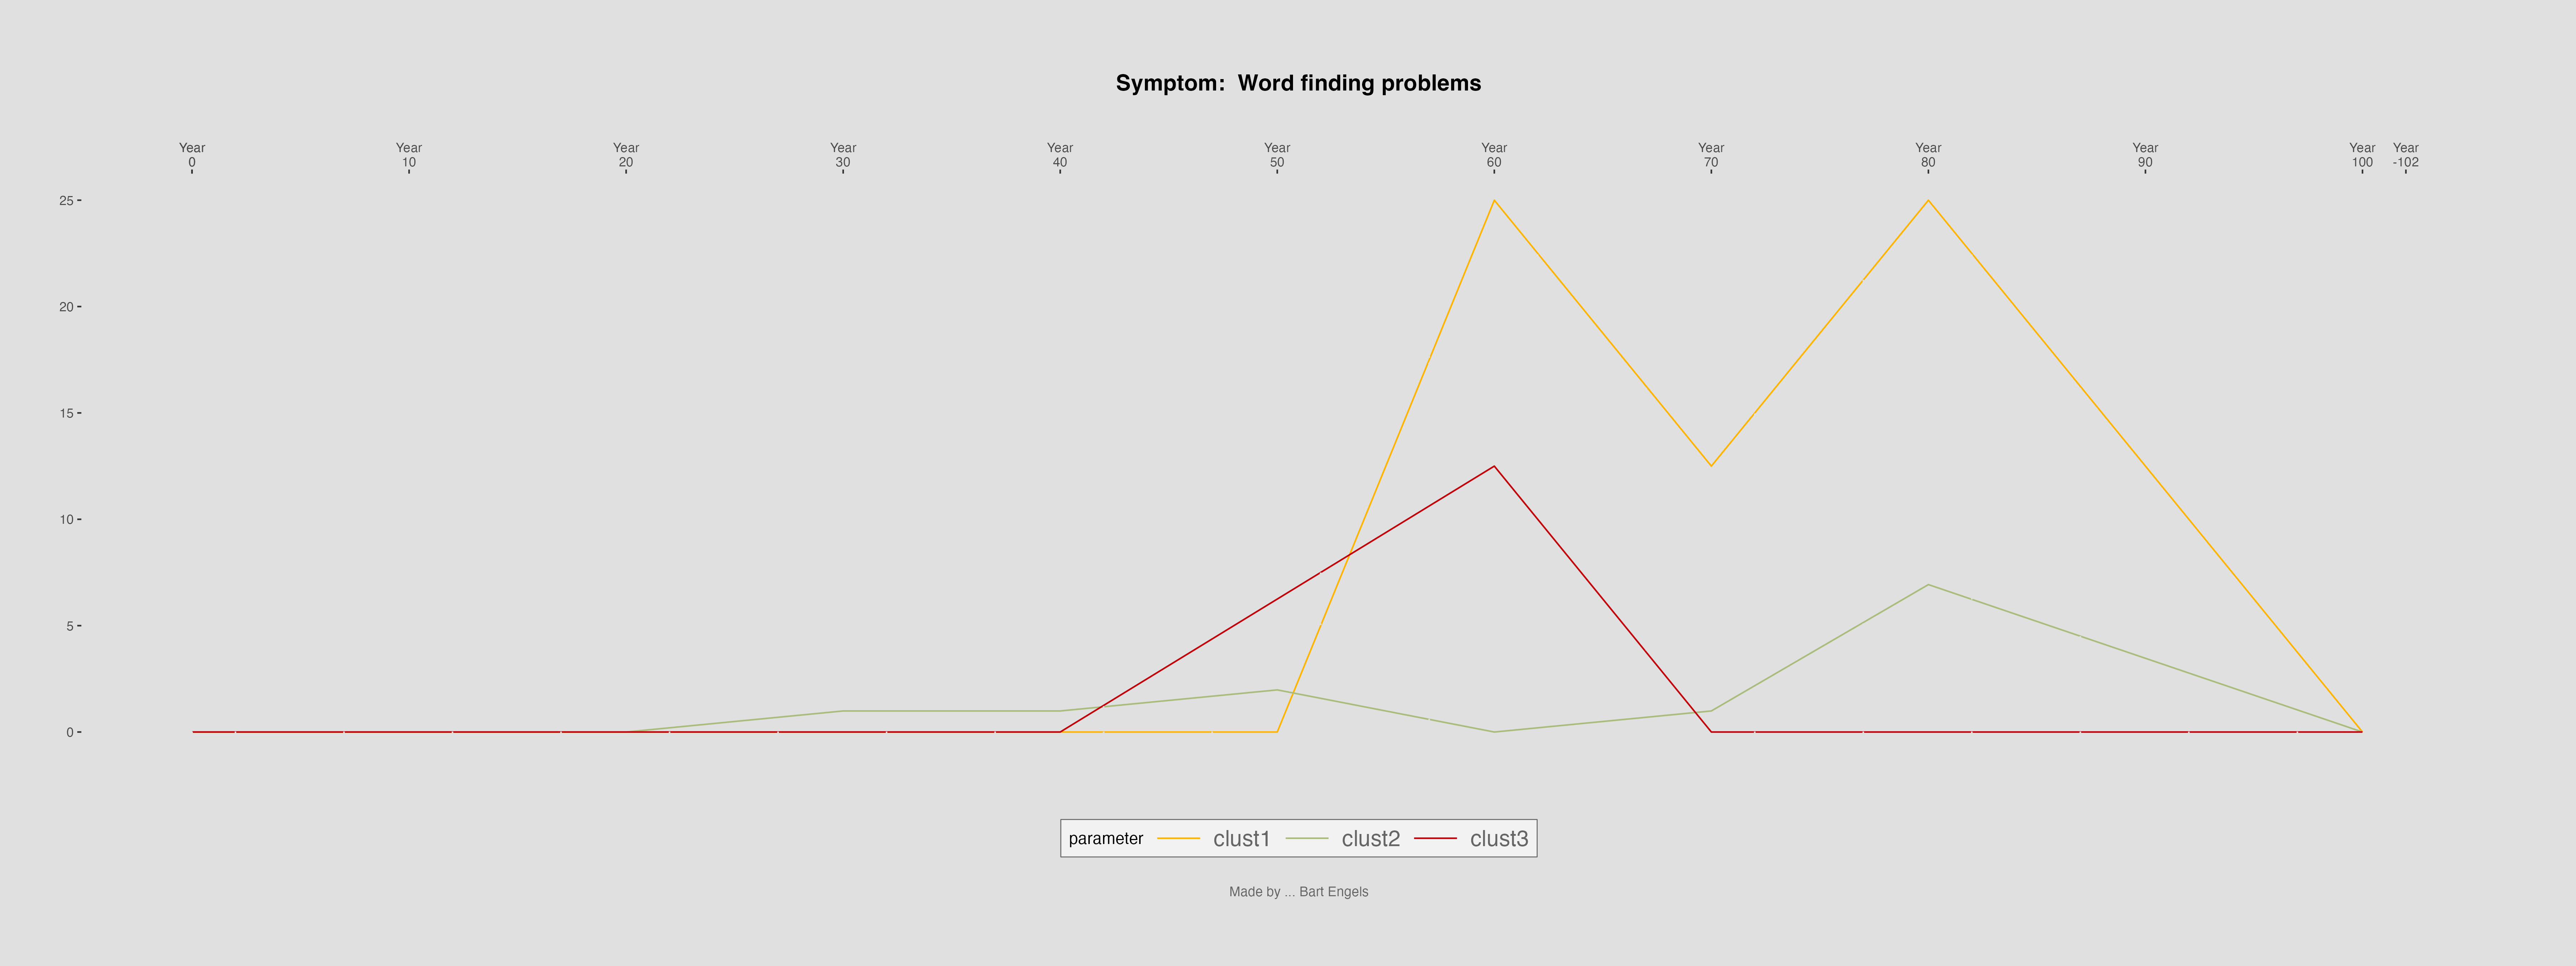 Symptom:  Word finding problems
Year Year Year Year Year Year Year Year Year Year Year Year
0 10 20 30 40 50 60 70 80 90 100 -102
25
20
15
10
5
0
parameter clust1 clust2 clust3
Made by ... Bart Engels